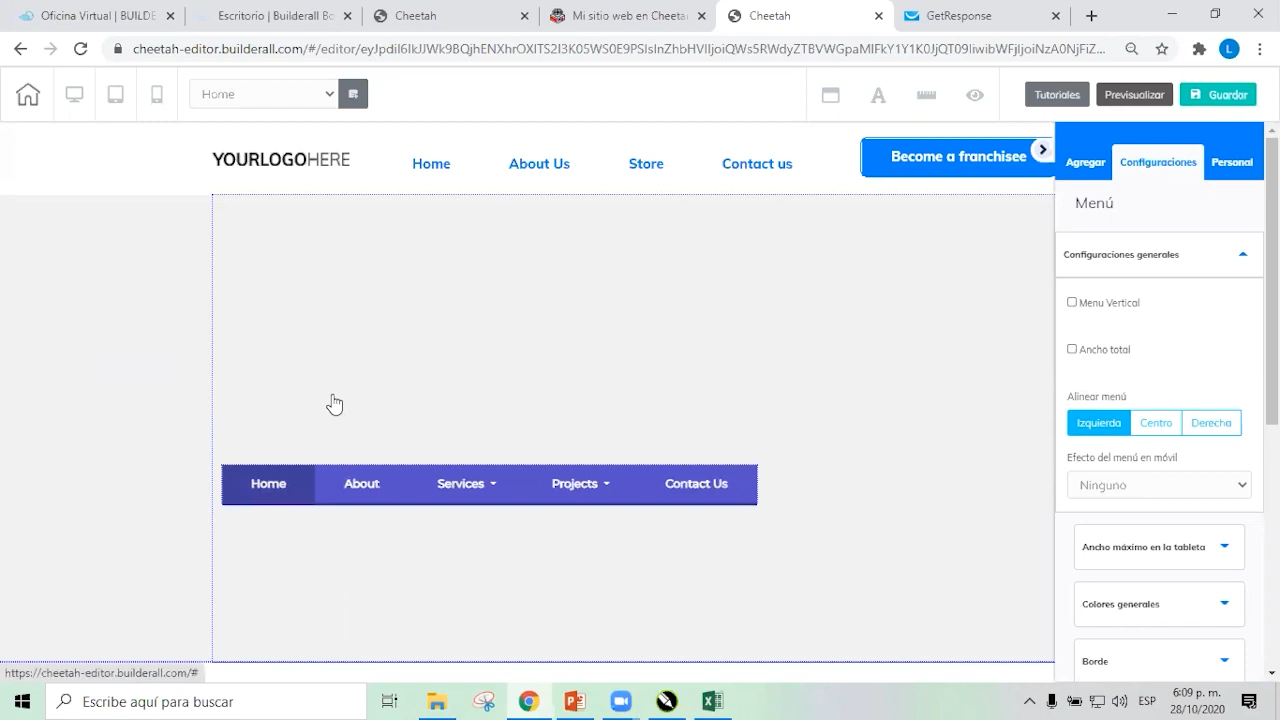 Oficina Virtual | BUILDE
Escritorio | Builderall Bo
Cheetah
Mi sitio web en Cheeta
Cheetah
GetResponse
Home
Tutoriales
Previsualizar
Guardar
YOURLOGOHERE
Home
About Us
Store
Contact us
Become a franchisee
Agregar
Configuraciones
Personal
Menú
Configuraciones generales
Menu Vertical
Ancho total
Alinear menú
Izquierda
Centro
Derecha
Efecto del menú en móvil
Ninguno
Home
About
Services
Projects
Contact Us
Ancho máximo en la tableta
Colores generales
Borde
https://cheetah-editor.builderall.com/#
Escribe aquí para buscar
ESP
6:09 p. m.
28/10/2020